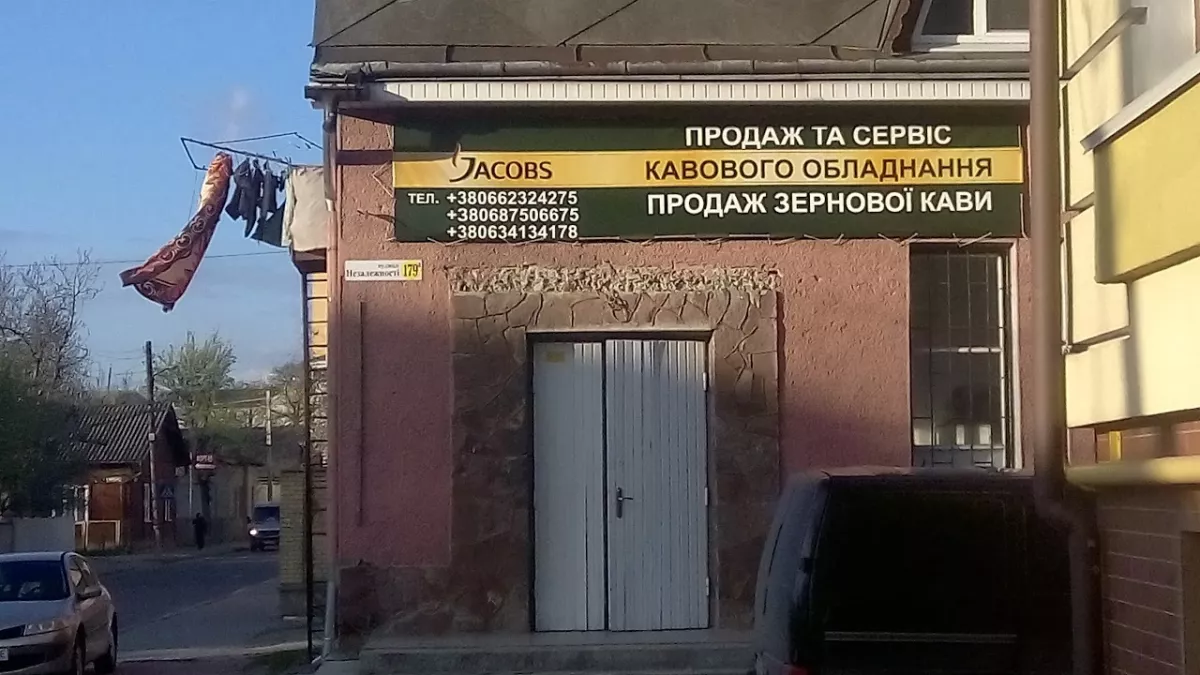 ПРОДАЖ ТА СЕРВІС
JACOBS
КАВОВОГО ОБЛАДНАННЯ
ТЕЛ. +380662324275
+380687506675
+380634134178
ПРОДАЖ ЗЕРНОВОЇ КАВИ
Незалежності 179